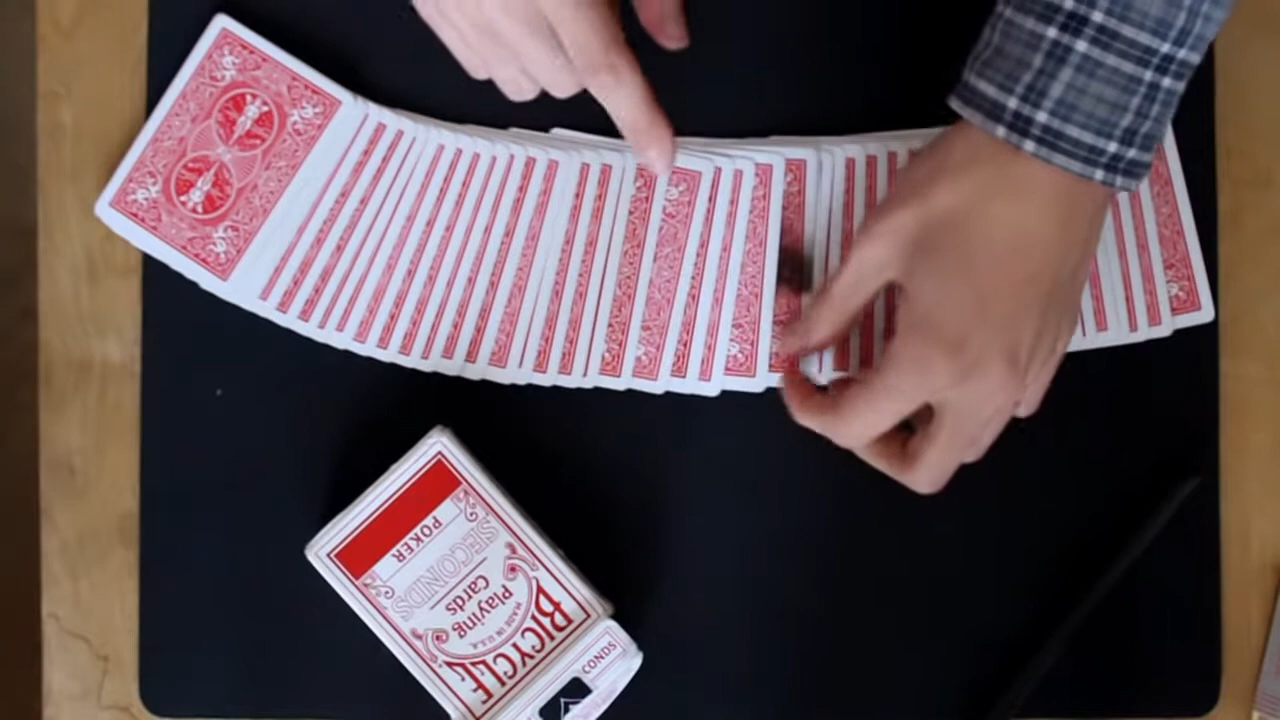 POKER
SECONDS
Playing
Cards
MADE IN U.S.A.
BICYCLE
CONDS